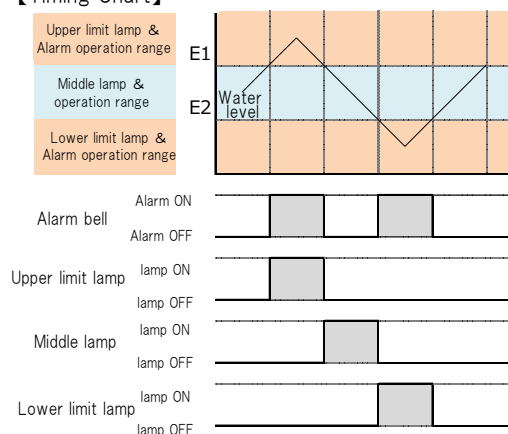 【Timing Chart】
Upper limit lamp &
Alarm operation range
E1
Middle lamp &
operation range
E2
Water
level
Lower limit lamp &
Alarm operation range
Alarm bell
Alarm ON
Alarm OFF
Upper limit lamp
lamp ON
lamp OFF
Middle lamp
lamp ON
lamp OFF
Lower limit lamp
lamp ON
lamp OFF